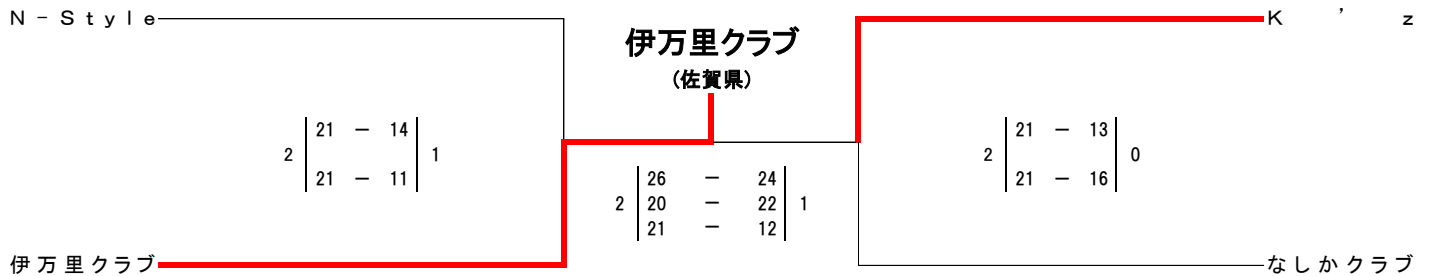 N－Style
K ’ z
伊万里クラブ
(佐賀県)
2 21 － 14 1
21 － 11
2 26 － 24 1
20 － 22
21 － 12
2 21 － 13 0
21 － 16
伊万里クラブ
なしかクラブ